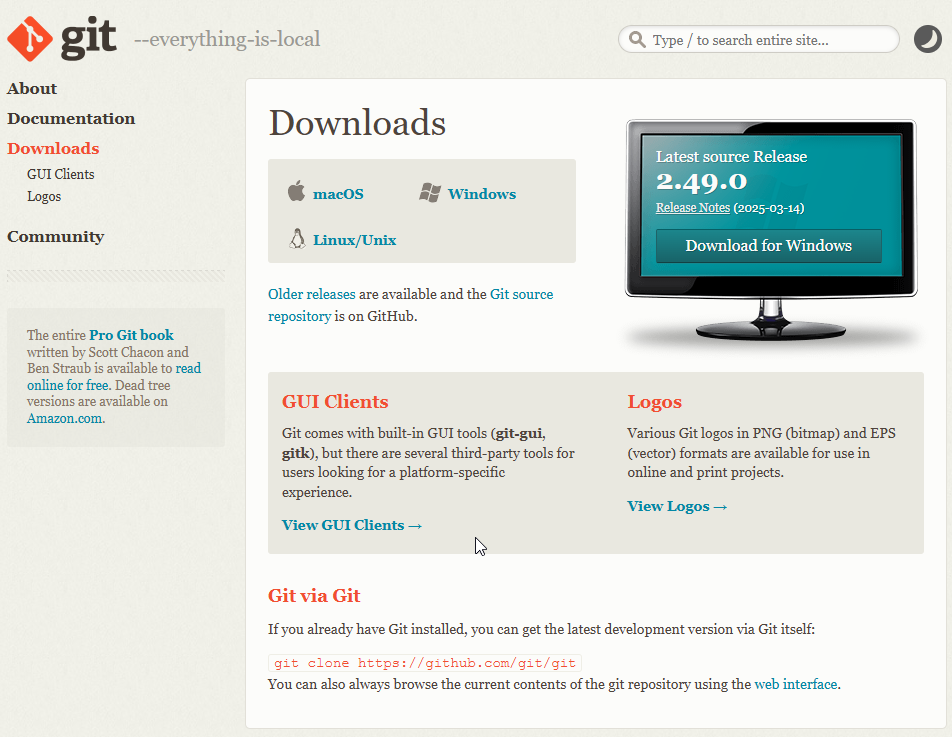 git --everything-is-local
Type / to search entire site...
About
Documentation
Downloads
GUI Clients
Logos
Community
The entire Pro Git book
written by Scott Chacon and
Ben Straub is available to read
online for free. Dead tree
versions are available on
Amazon.com.
Downloads
macOS
Windows
Linux/Unix
Older releases are available and the Git source
repository is on GitHub.
Latest source Release
2.49.0
Release Notes (2025-03-14)
Download for Windows
GUI Clients
Git comes with built-in GUI tools (git-gui,
gitk), but there are several third-party tools for
users looking for a platform-specific
experience.
View GUI Clients →
Logos
Various Git logos in PNG (bitmap) and EPS
(vector) formats are available for use in
online and print projects.
View Logos →
Git via Git
If you already have Git installed, you can get the latest development version via Git itself:
git clone https://github.com/git/git
You can also always browse the current contents of the git repository using the web interface.